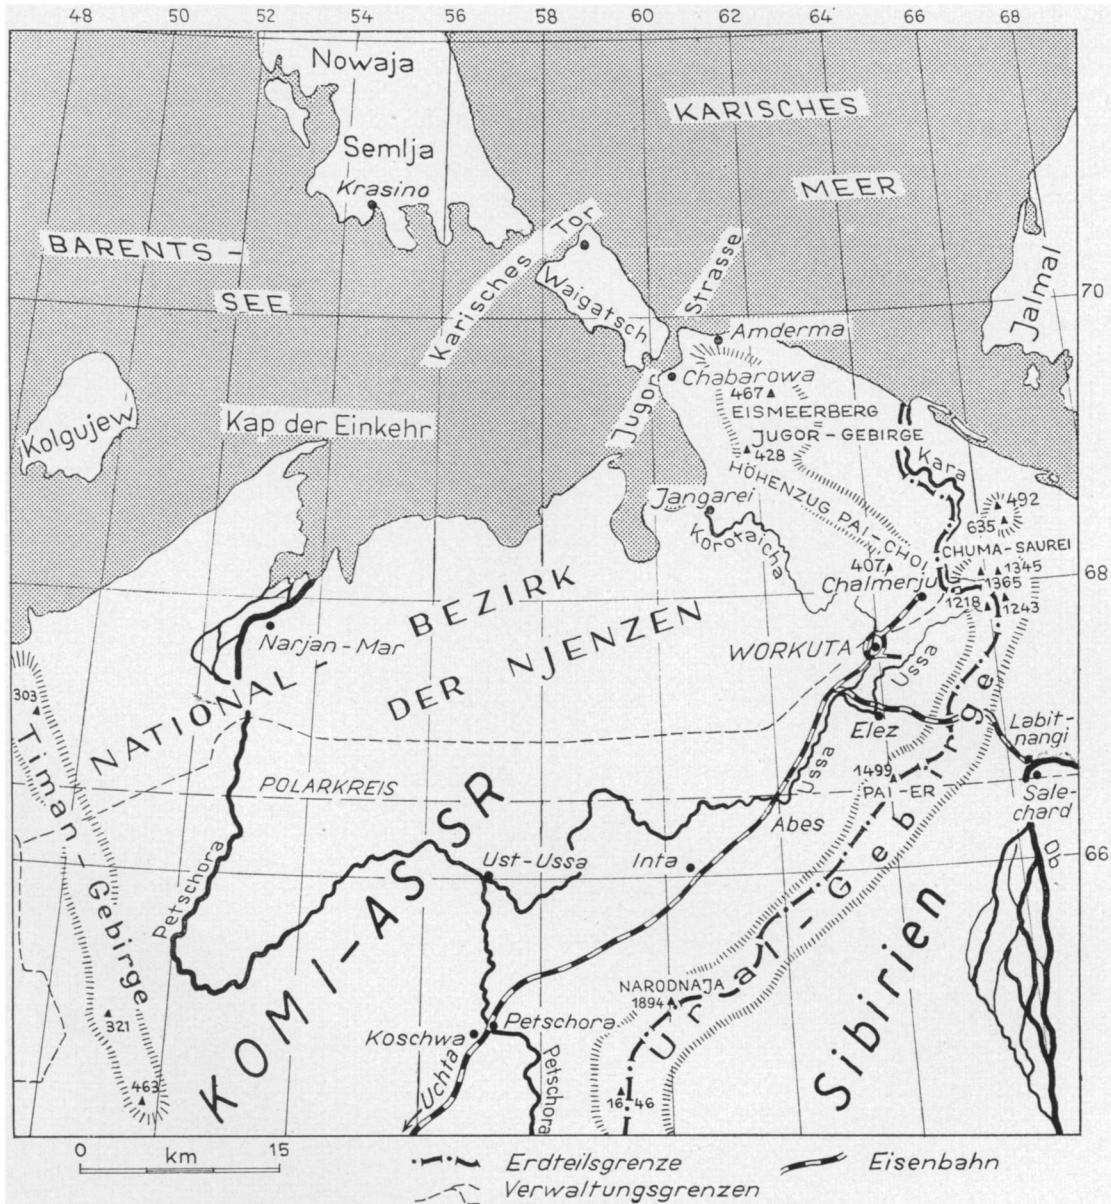 48 50 52 54 56 58 60 62 64 66 68
Nowaja
Semlja
Krasino
KARISCHES
MEER
BARENTS-
SEE
Karisches Tor
Waigatsch
Jugor Strasse
Jalmal
70
Amderma
Chabarowa
467
EISMEERBERG
JUGOR-GEBIRGE
428
Kolgujew
Kap der Einkehr
Kara
HÖHENZUG PAI-CHOI
Jangarei
Korotaicha
492
635
CHUMA-SAUREI
407
1345
68
Chalmerju
1365
1218
1243
Narjan-Mar
NATIONAL-BEZIRK
DER NJENZEN
WORKUTA
Ussa
303
Timan-Gebirge
Elez
Labit-
nangi
1499
PAI-ER
Sale-
chard
POLARKREIS
Ussa
Abes
Ob
66
Ust-Ussa
Inta
Petschora
KOMI-ASSR
Ural-Gebirge
Sibirien
NARODNAJA
1894
321
Koschwa
Petschora
Uchta
Petschora
463
1646
0 15
km
Erdteilsgrenze
Eisenbahn
Verwaltungsgrenzen